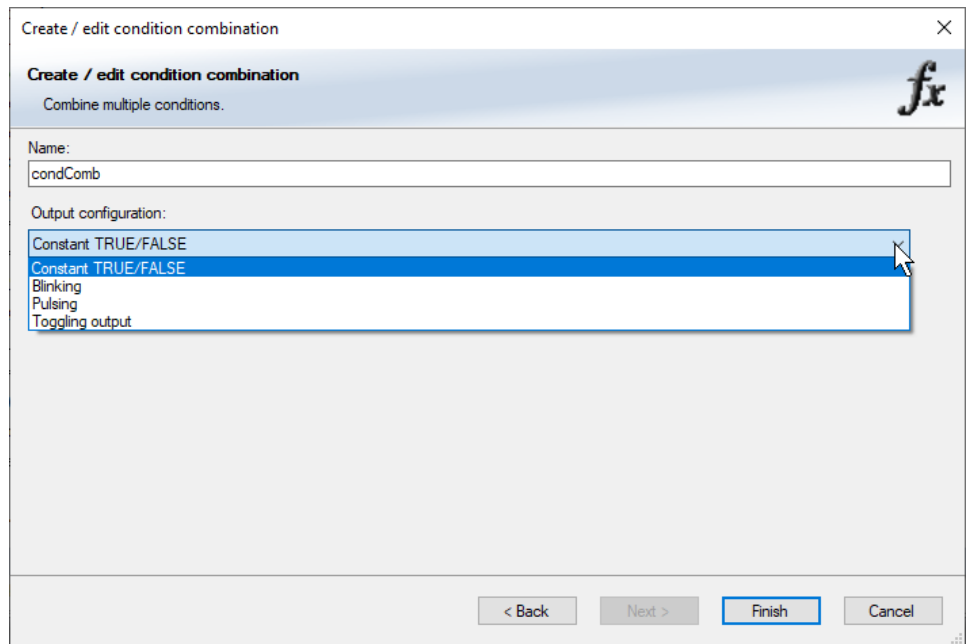 Create / edit condition combination
Create / edit condition combination
Combine multiple conditions.
fx
Name:
condComb
Output configuration:
Constant TRUE/FALSE
Constant TRUE/FALSE
Blinking
Pulsing
Toggling output
< Back Next > Finish Cancel